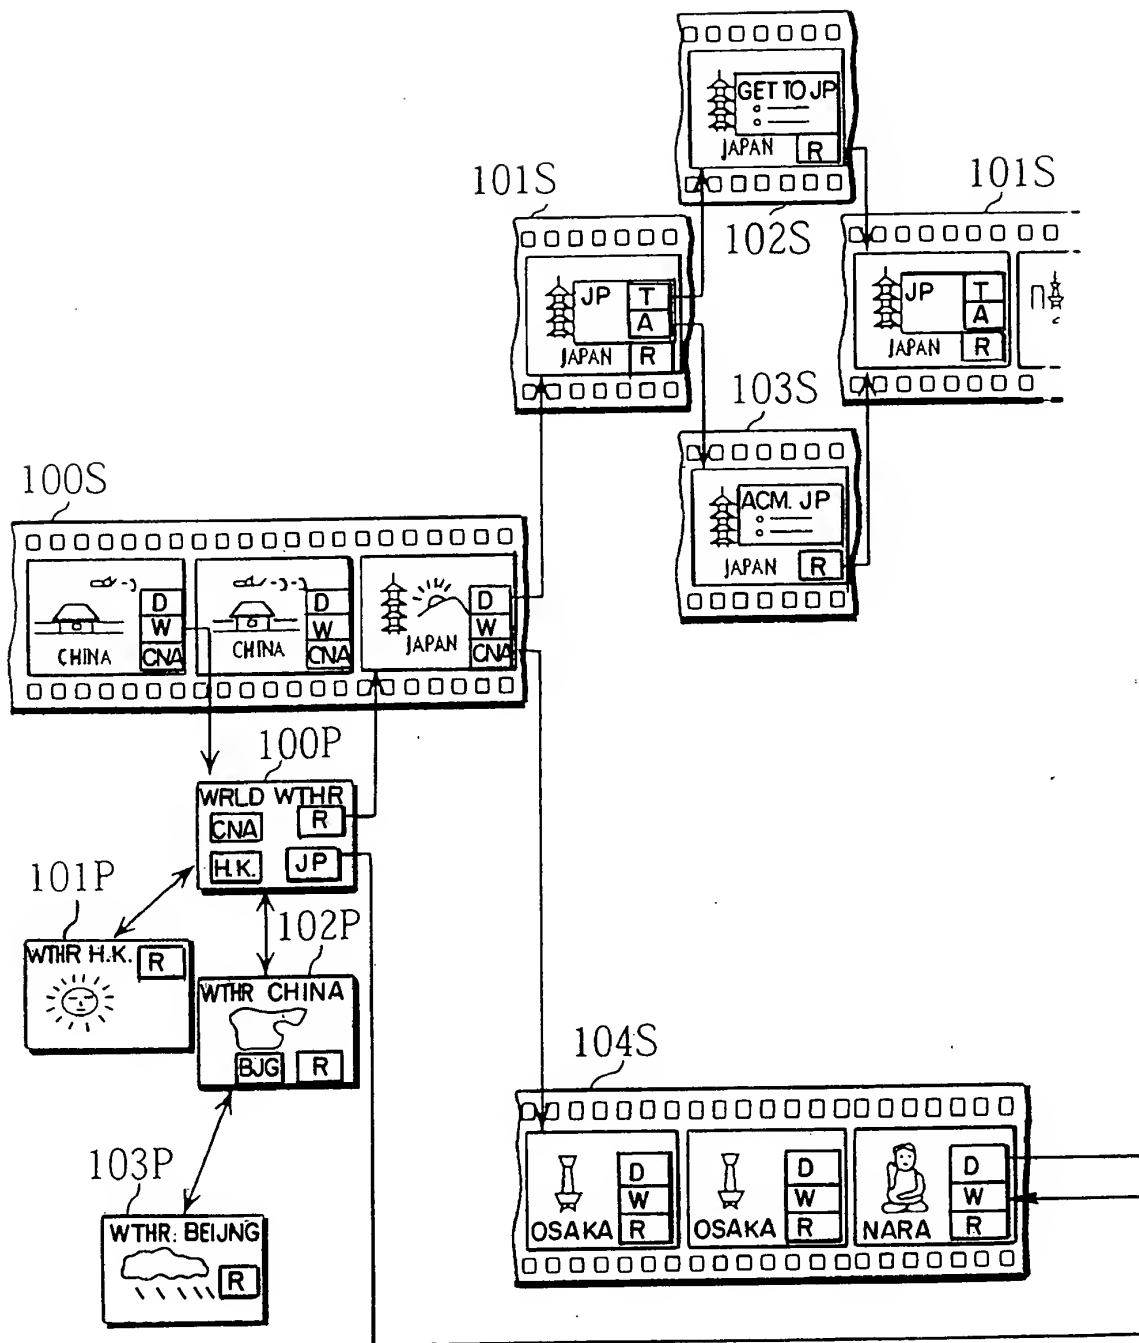 GET TO JP
JAPAN R
102S
101S
JP T
A
JAPAN R
101S
JP T
A
JAPAN R
103S
ACM. JP
JAPAN R
100S
D
W
CHINA CNA
D
W
CHINA CNA
D
W
JAPAN CNA
100P
WRLD WTHR
CNA R
H.K. JP
101P
WTHR H.K. R
102P
WTHR CHINA
BJG R
103P
WTHR: BEIJNG
R
104S
D
W
OSAKA R
D
W
OSAKA R
D
W
NARA R